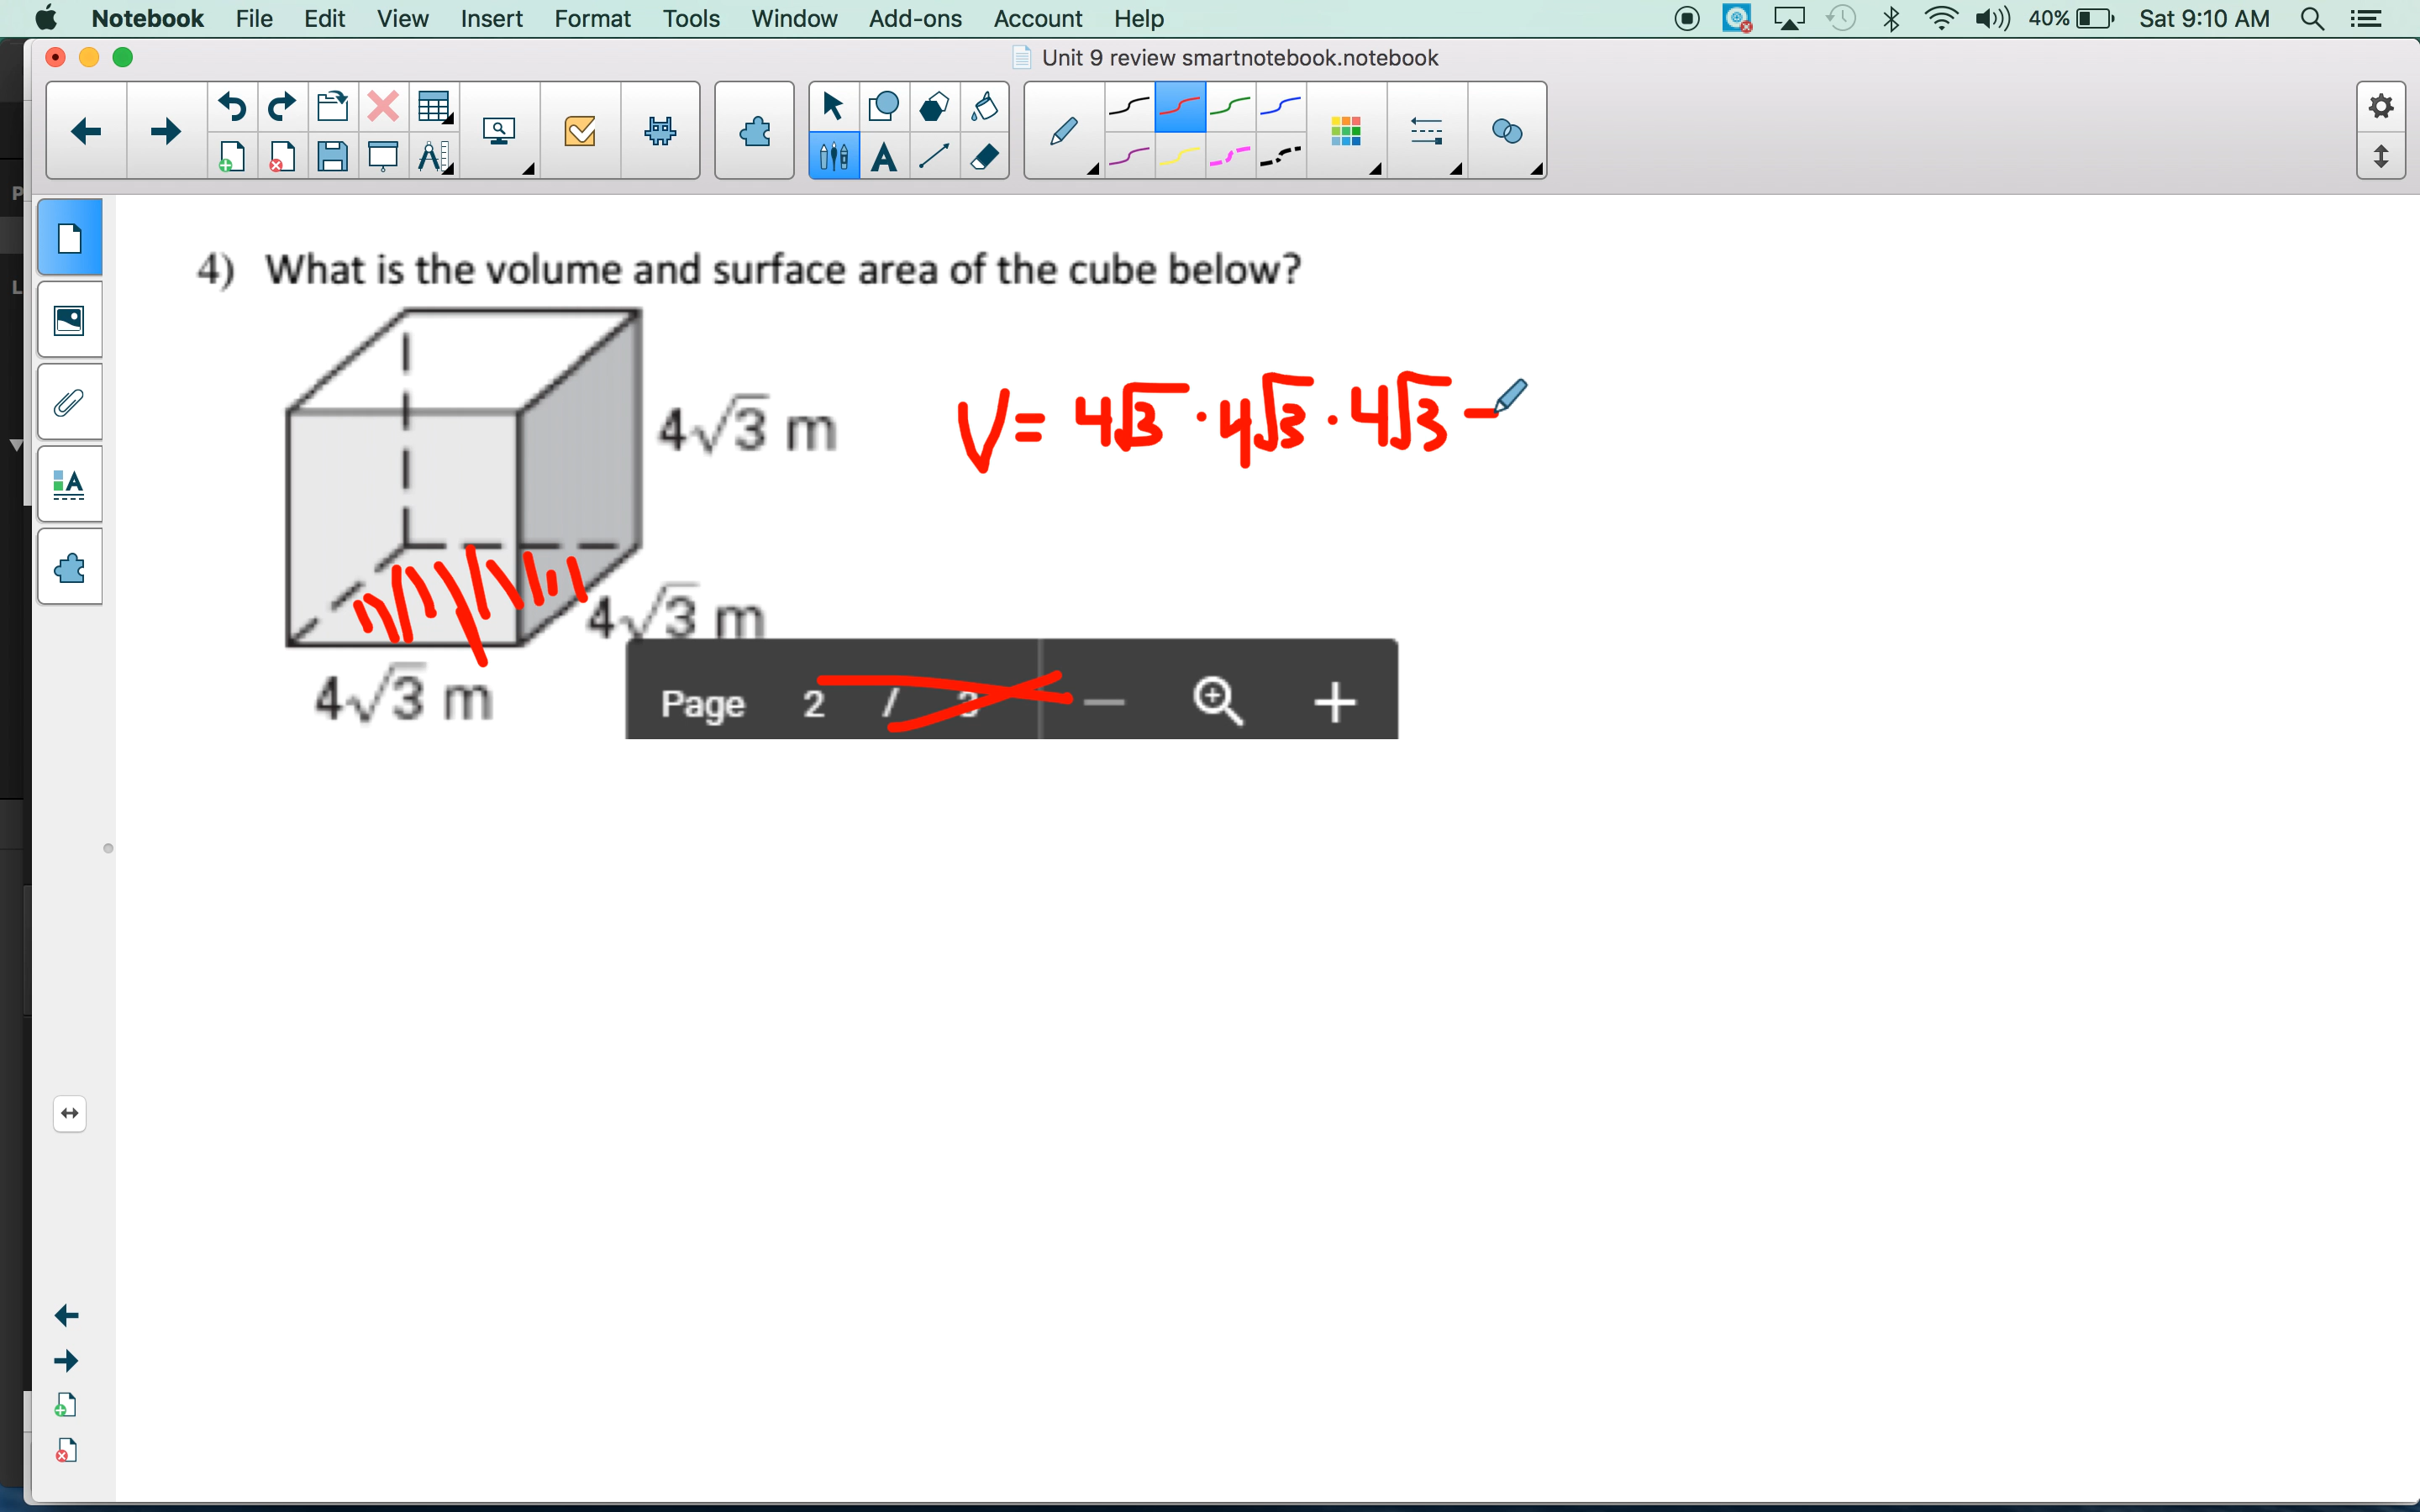 Notebook File Edit View Insert Format Tools Window Add-ons Account Help 40% Sat 9:10 AM
Unit 9 review smartnotebook.notebook
4) What is the volume and surface area of the cube below?
4√3 m
V = 4√3 · 4√3 · 4√3
4√3 m
4√3 m
Page 2 / 3